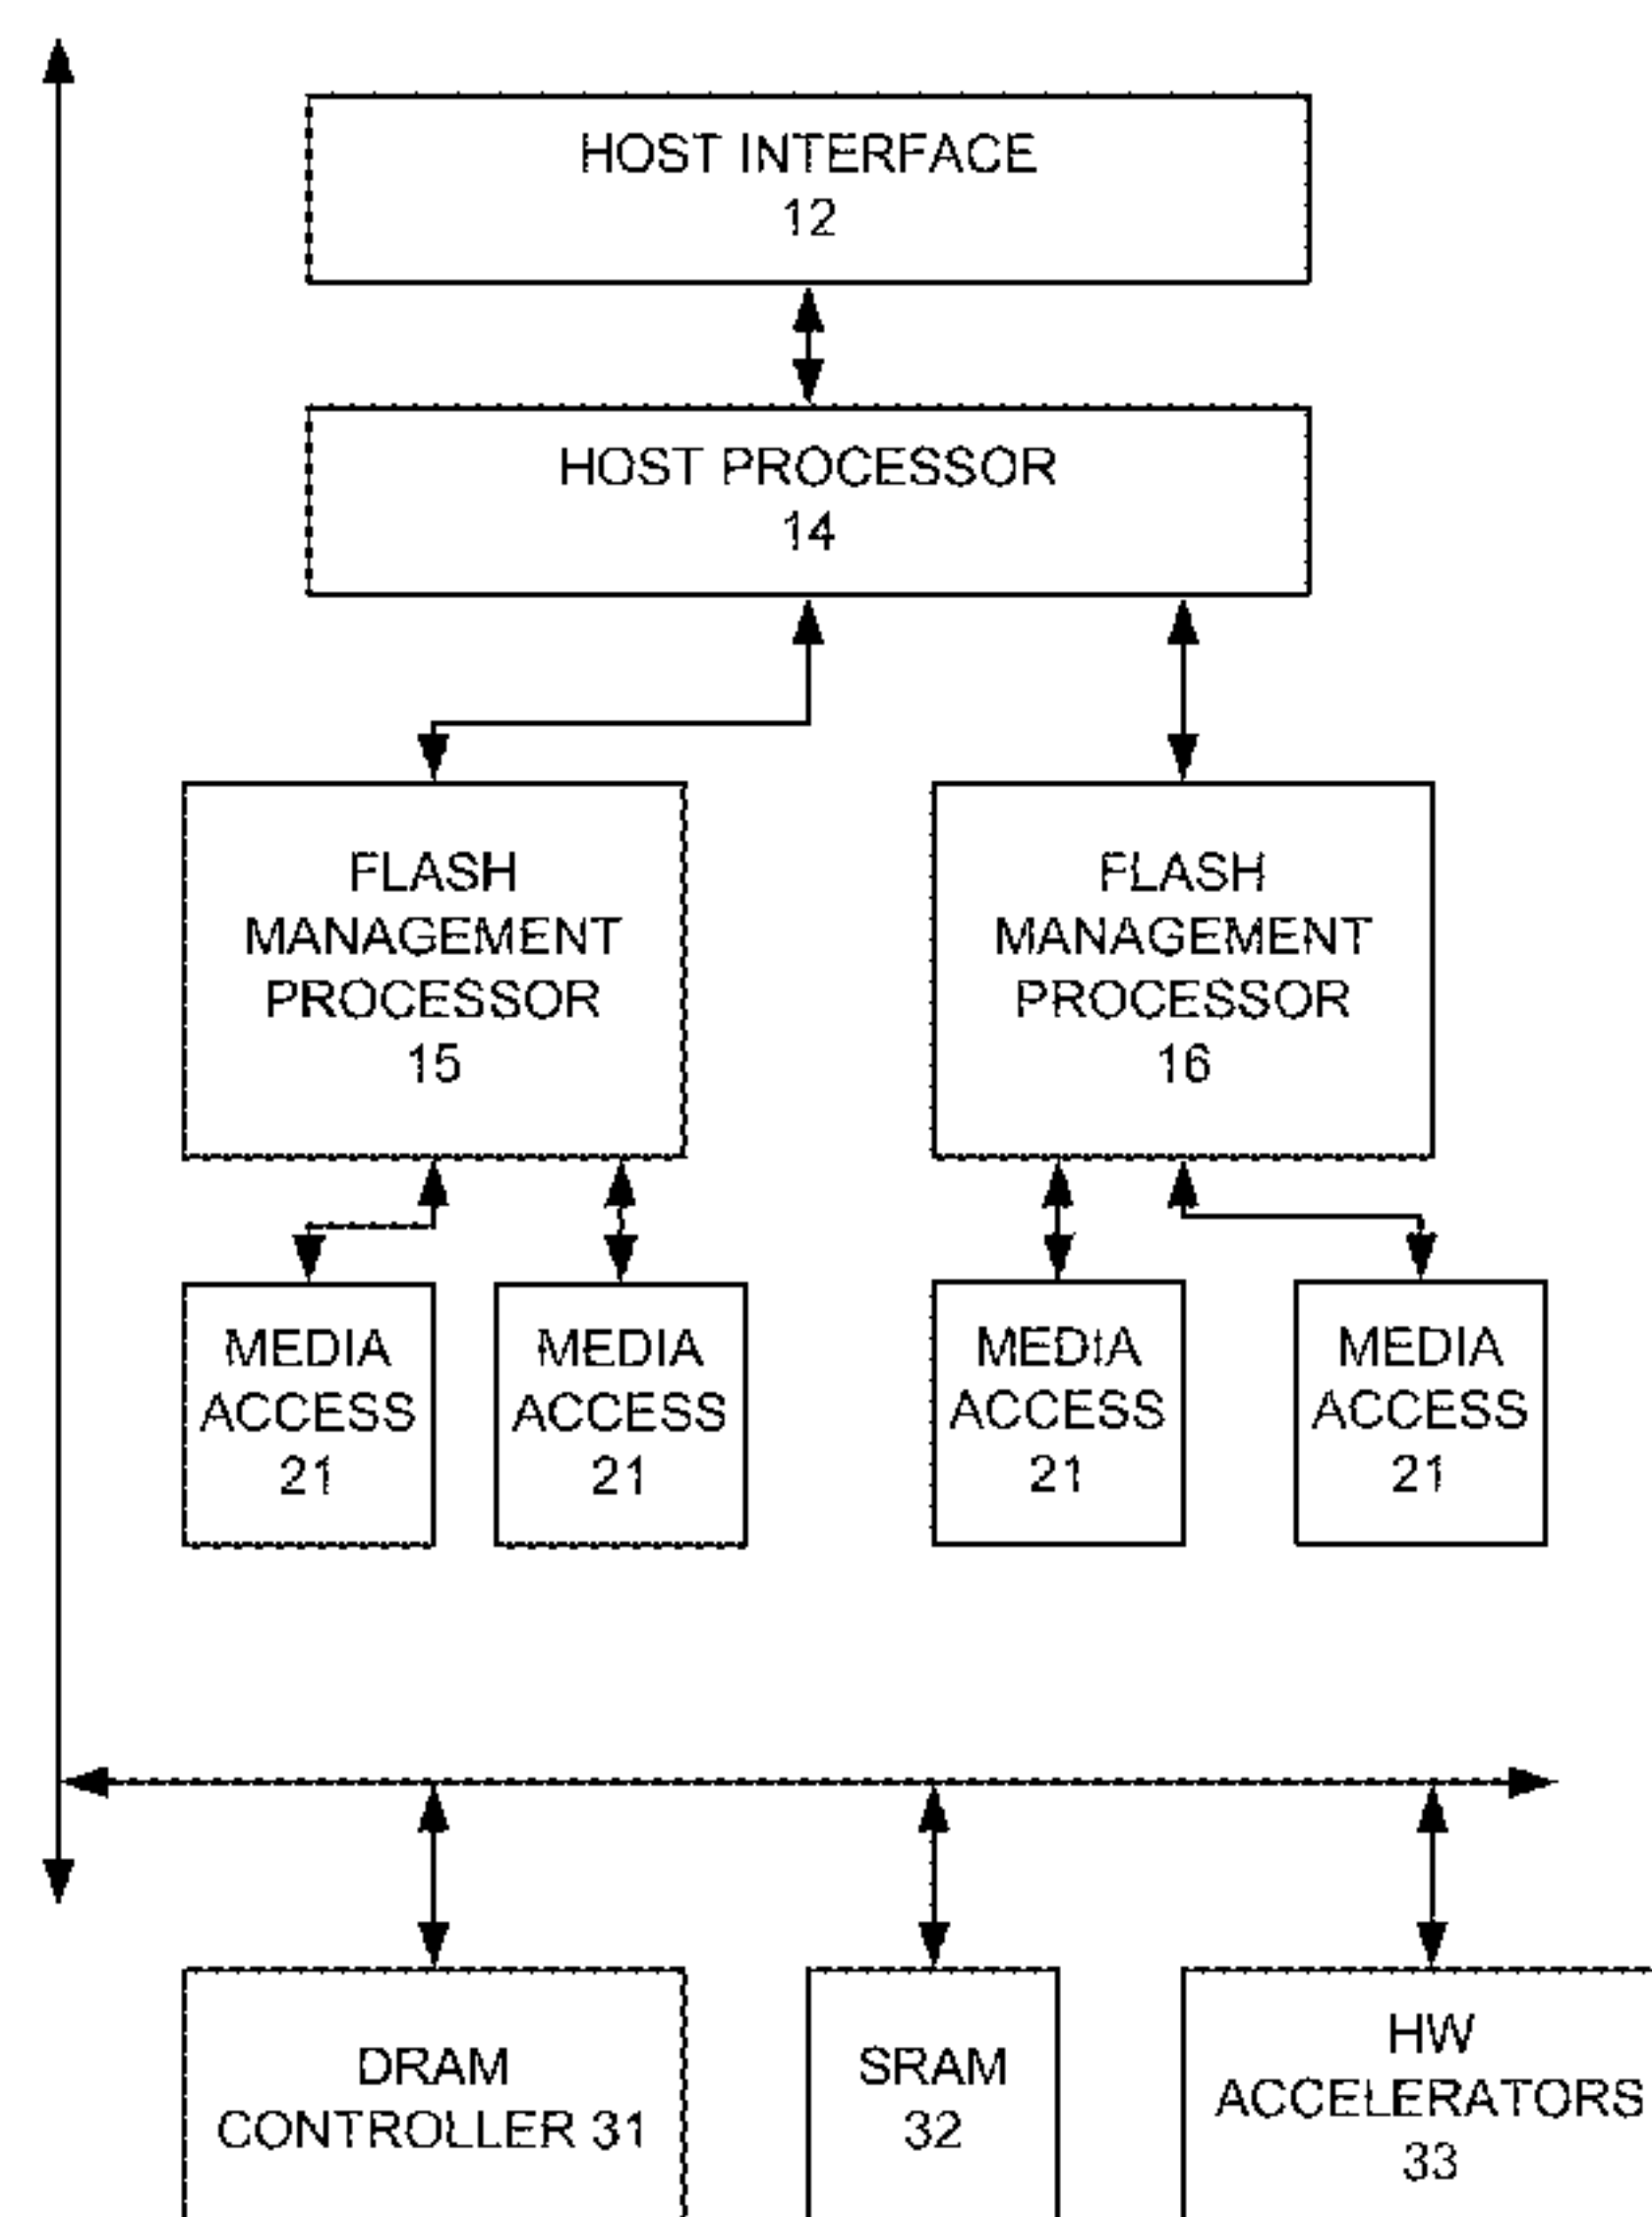 HOST INTERFACE
12
HOST PROCESSOR
14
FLASH
MANAGEMENT
PROCESSOR
15
FLASH
MANAGEMENT
PROCESSOR
16
MEDIA
ACCESS
21
MEDIA
ACCESS
21
MEDIA
ACCESS
21
MEDIA
ACCESS
21
DRAM
CONTROLLER 31
SRAM
32
HW
ACCELERATORS
33